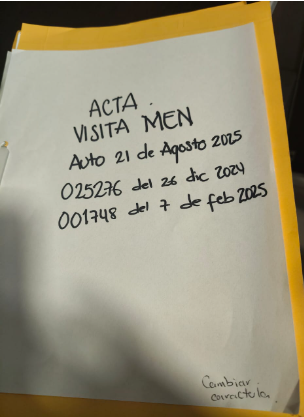 ACTA.
VISITA MEN
Auto 21 de Agosto 2025
025276 del 26 dic 2024
001748 del 7 de feb 2025
Cambiar